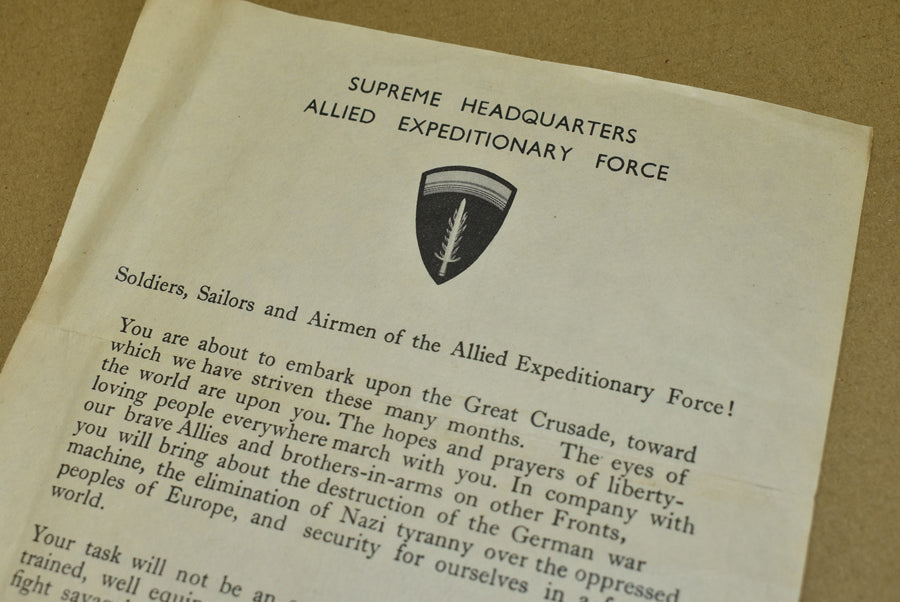 SUPREME HEADQUARTERS
ALLIED EXPEDITIONARY FORCE
Soldiers, Sailors and Airmen of the Allied Expeditionary Force!
You are about to embark upon the Great Crusade, toward
which we have striven these many months. The eyes of
the world are upon you. The hopes and prayers of liberty-
loving people everywhere march with you. In company with
our brave Allies and brothers-in-arms on other Fronts,
you will bring about the destruction of the German war
machine, the elimination of Nazi tyranny over the oppressed
peoples of Europe, and security for ourselves in a
world.
Your task will not be an
trained, well
fight